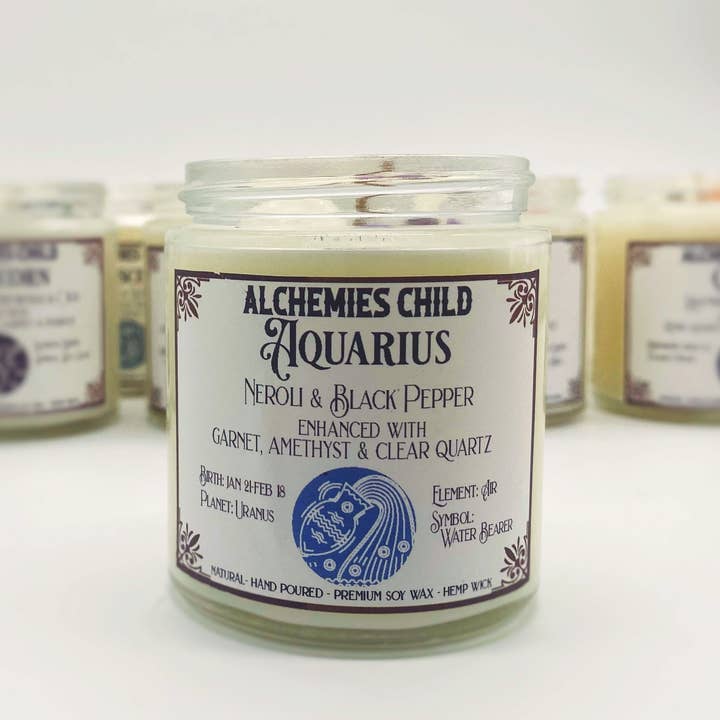 ALCHEMIES CHILD
AQUARIUS
NEROLI & BLACK PEPPER
ENHANCED WITH
GARNET, AMETHYST & CLEAR QUARTZ
BIRTH: JAN 21-FEB 18
PLANET: URANUS
ELEMENT: AIR
SYMBOL:
WATER BEARER
NATURAL- HAND POURED - PREMIUM SOY WAX - HEMP WICK
CHILD